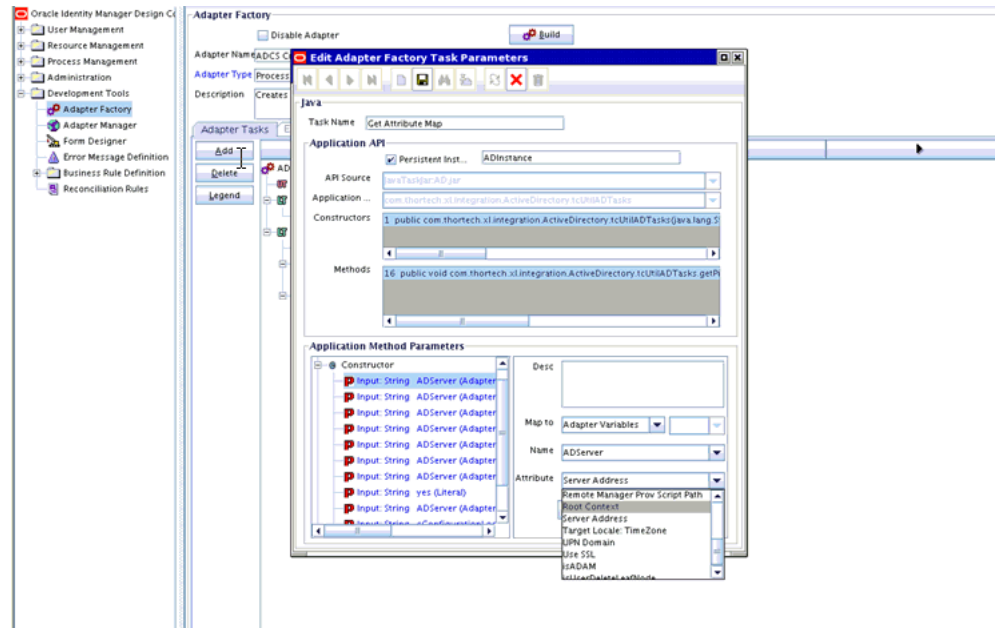 Oracle Identity Manager Design Co
User Management
Resource Management
Process Management
Administration
Development Tools
Adapter Factory
Adapter Manager
Form Designer
Error Message Definition
Business Rule Definition
Reconciliation Rules
Adapter Factory
Disable Adapter
Build
Adapter Name ADCS C
Adapter Type Process
Description Creates
Adapter Tasks
Add
Delete
Legend
AD
Edit Adapter Factory Task Parameters
Java
Task Name Get Attribute Map
Application API
Persistent Inst... ADInstance
API Source JavaTaskJar:AD.jar
Application ... com.thortech.xl.integration.ActiveDirectory.tcUtilADTasks
Constructors 1 public com.thortech.xl.integration.ActiveDirectory.tcUtilADTasks(java.lang.S
Methods 16 public void com.thortech.xl.integration.ActiveDirectory.tcUtilADTasks.getP
Application Method Parameters
Constructor
Input: String ADServer (Adapter
Input: String ADServer (Adapter
Input: String ADServer (Adapter
Input: String ADServer (Adapter
Input: String ADServer (Adapter
Input: String ADServer (Adapter
Input: String ADServer (Adapter
Input: String yes (Literal)
Input: String ADServer (Adapter
Desc
Map to Adapter Variables
Name ADServer
Attribute Server Address
Remote Manager Prov Script Path
Root Context
Server Address
Target Locale: TimeZone
UPN Domain
Use SSL
isADAM
isUserDeleteLeafNode